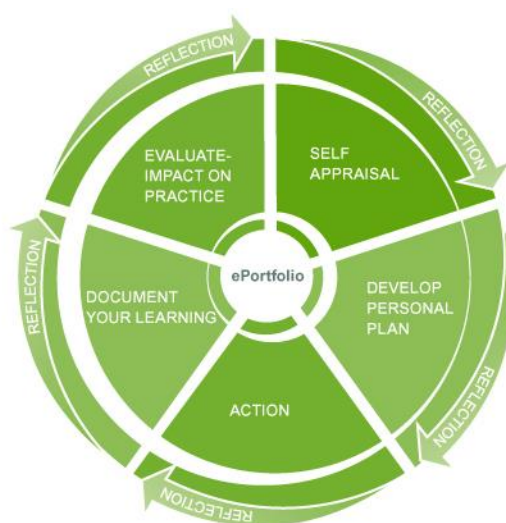 REFLECTION
REFLECTION
EVALUATE-
IMPACT ON
PRACTICE
SELF
APPRAISAL
REFLECTION
ePortfolio
DOCUMENT
YOUR LEARNING
DEVELOP
PERSONAL
PLAN
ACTION
REFLECTION
REFLECTION